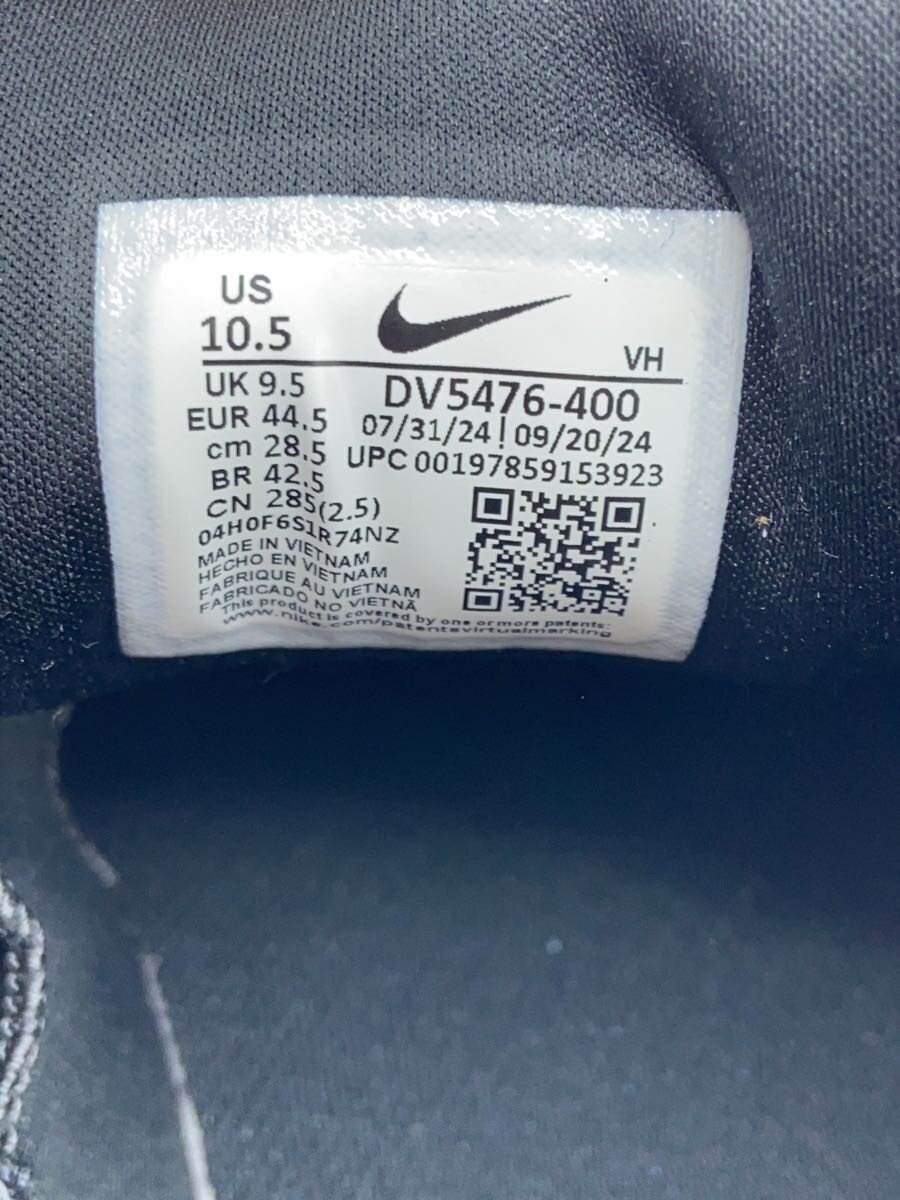 US
10.5
VH
UK 9.5
EUR 44.5
cm 28.5
BR 42.5
CN 285(2.5)
DV5476-400
07/31/24 | 09/20/24
UPC 00197859153923
04H0F6S1R74NZ
MADE IN VIETNAM
HECHO EN VIETNAM
FABRIQUE AU VIETNAM
FABRICADO NO VIETNÃ
This product is covered by one or more patents:
www.nike.com/patentsvirtualmarking